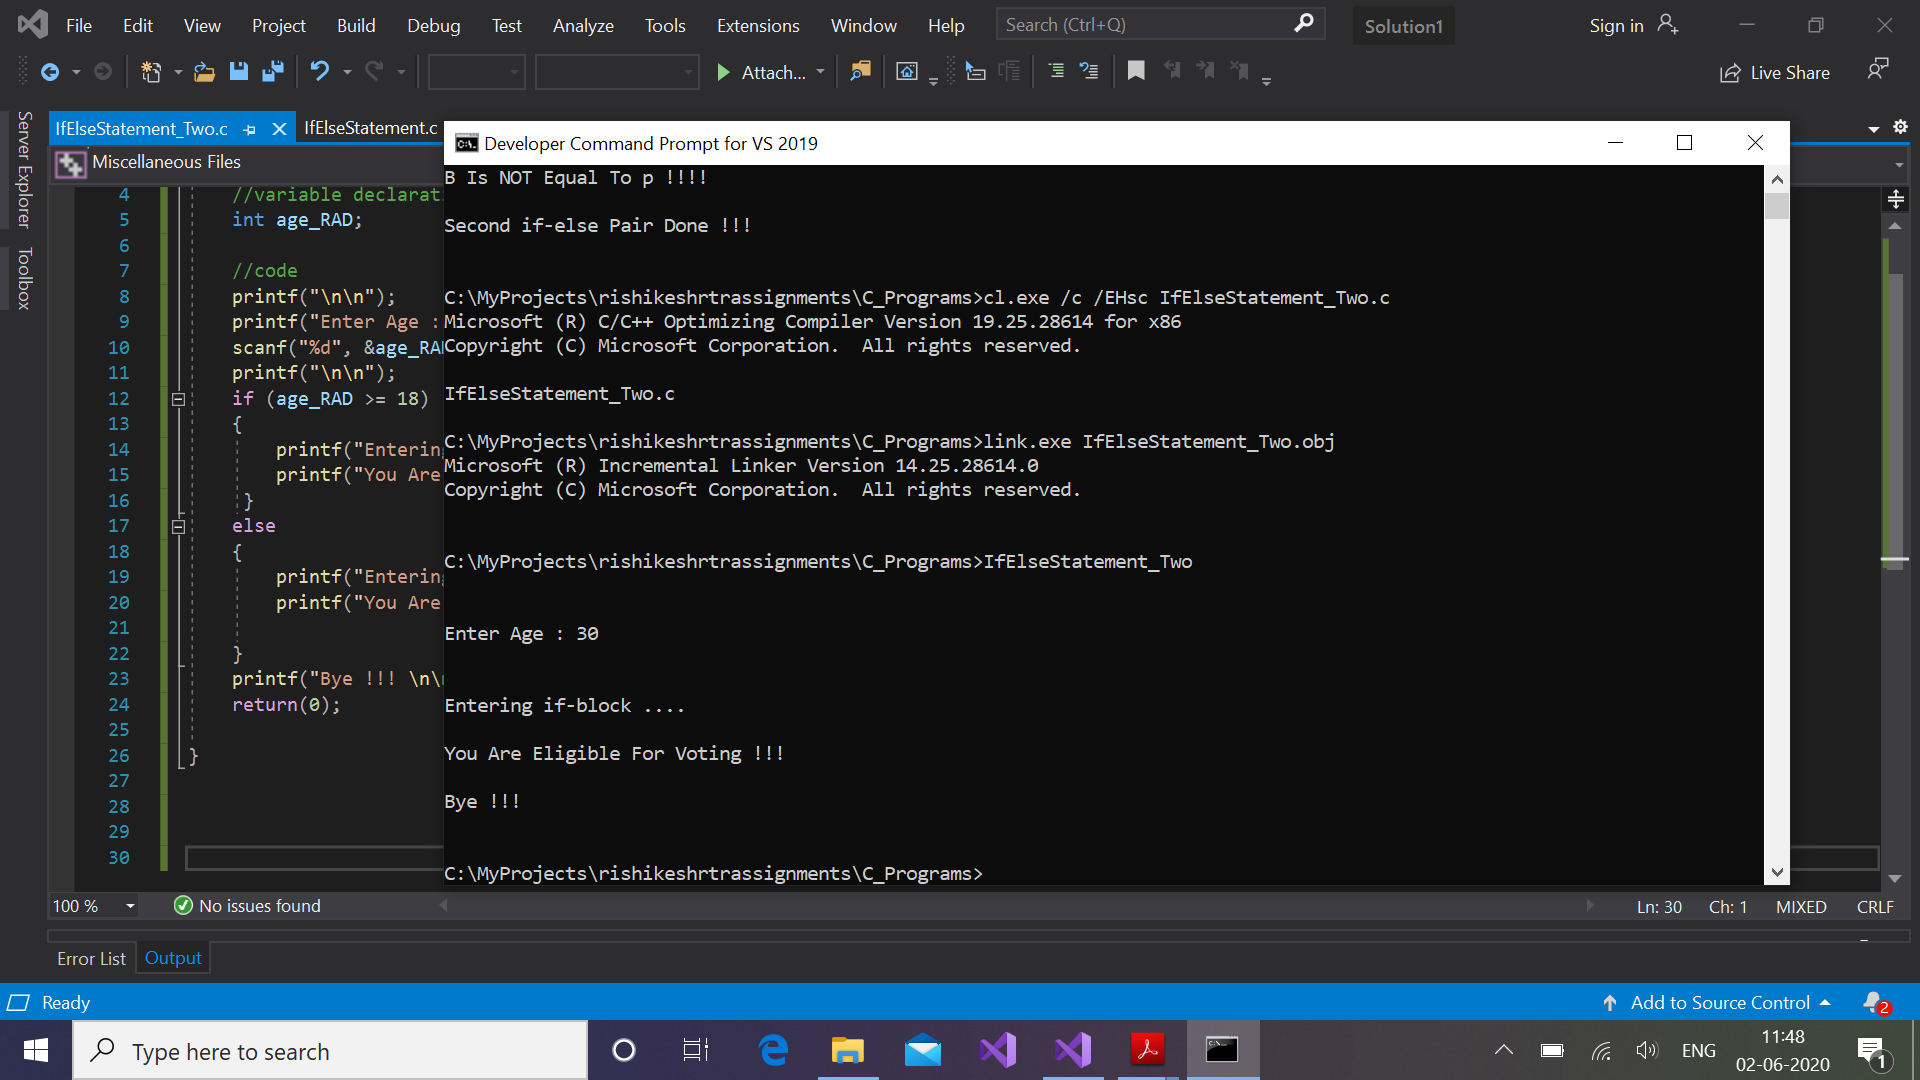 File Edit View Project Build Debug Test Analyze Tools Extensions Window Help Search (Ctrl+Q) Solution1 Sign in
Attach... Live Share
Server Explorer
Toolbox
IfElseStatement_Two.c IfElseStatement.c
Miscellaneous Files
4 //variable declarat
5 int age_RAD;
6
7 //code
8 printf("\n\n");
9 printf("Enter Age :
10 scanf("%d", &age_RA
11 printf("\n\n");
12 if (age_RAD >= 18)
13 {
14 printf("Entering
15 printf("You Are
16 }
17 else
18 {
19 printf("Entering
20 printf("You Are
21
22 }
23 printf("Bye !!! \n\
24 return(0);
25
26 }
27
28
29
30
Developer Command Prompt for VS 2019
B Is NOT Equal To p !!!!
Second if-else Pair Done !!!
C:\MyProjects\rishikeshrtrassignments\C_Programs>cl.exe /c /EHsc IfElseStatement_Two.c
Microsoft (R) C/C++ Optimizing Compiler Version 19.25.28614 for x86
Copyright (C) Microsoft Corporation.  All rights reserved.
IfElseStatement_Two.c
C:\MyProjects\rishikeshrtrassignments\C_Programs>link.exe IfElseStatement_Two.obj
Microsoft (R) Incremental Linker Version 14.25.28614.0
Copyright (C) Microsoft Corporation.  All rights reserved.
C:\MyProjects\rishikeshrtrassignments\C_Programs>IfElseStatement_Two
Enter Age : 30
Entering if-block ....
You Are Eligible For Voting !!!
Bye !!!
C:\MyProjects\rishikeshrtrassignments\C_Programs>
100 % No issues found Ln: 30 Ch: 1 MIXED CRLF
Error List Output
Ready Add to Source Control 2
Type here to search ENG 11:48
02-06-2020 1